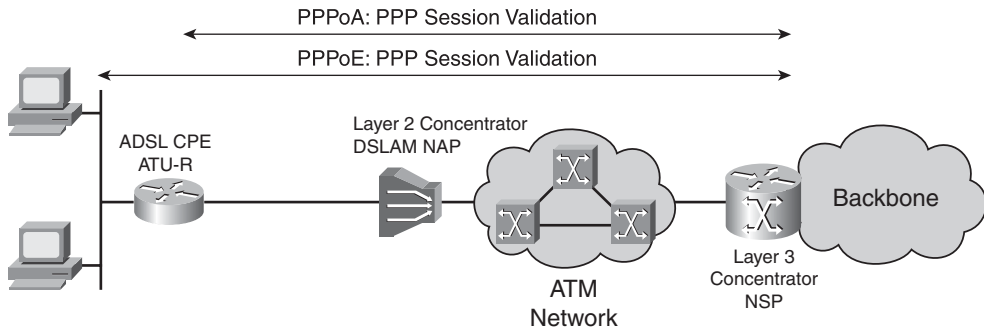 PPPoA: PPP Session Validation
PPPoE: PPP Session Validation
ADSL CPE
ATU-R
Layer 2 Concentrator
DSLAM NAP
ATM
Network
Layer 3
Concentrator
NSP
Backbone